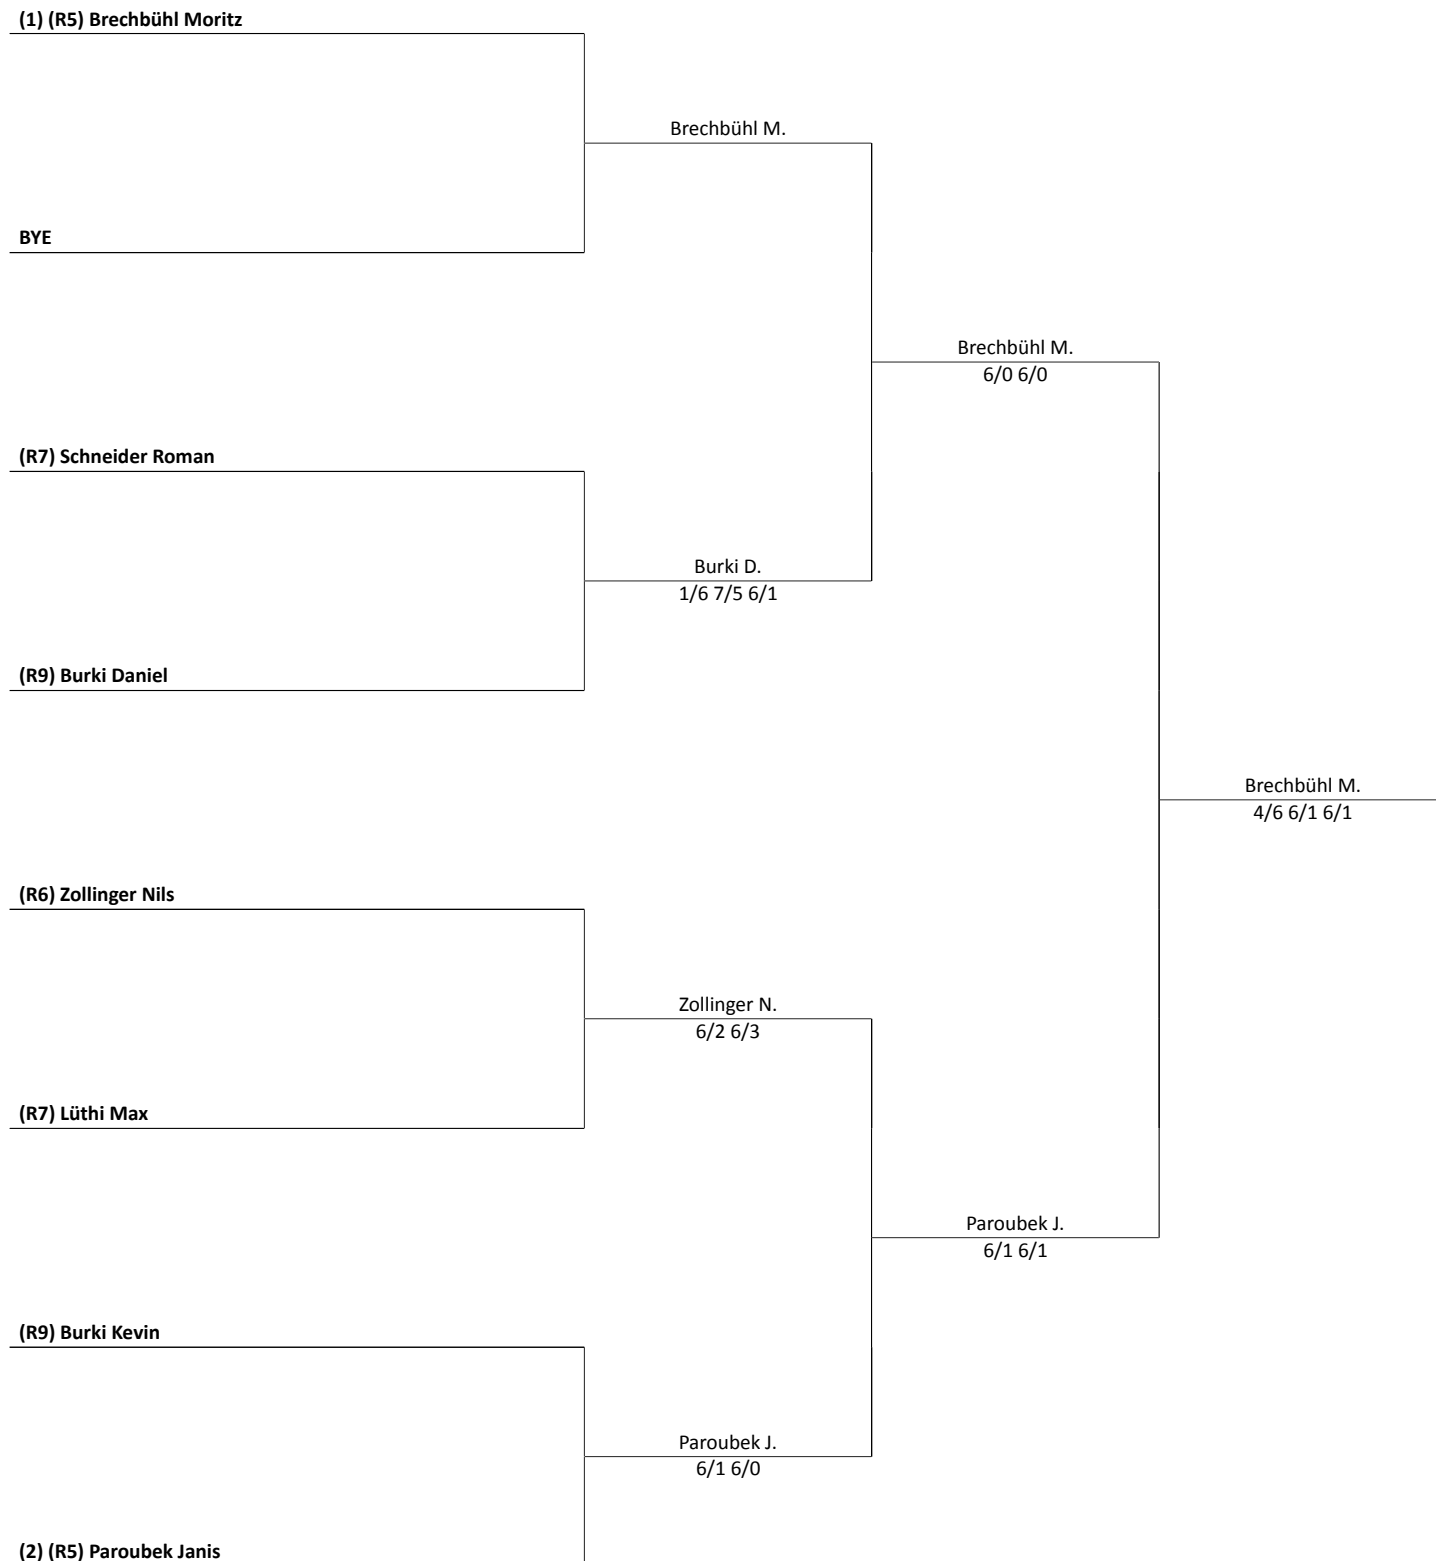 (1) (R5) Brechbühl Moritz
Brechbühl M.
BYE
Brechbühl M.
6/0 6/0
(R7) Schneider Roman
Burki D.
1/6 7/5 6/1
(R9) Burki Daniel
Brechbühl M.
4/6 6/1 6/1
(R6) Zollinger Nils
Zollinger N.
6/2 6/3
(R7) Lüthi Max
Paroubek J.
6/1 6/1
(R9) Burki Kevin
Paroubek J.
6/1 6/0
(2) (R5) Paroubek Janis